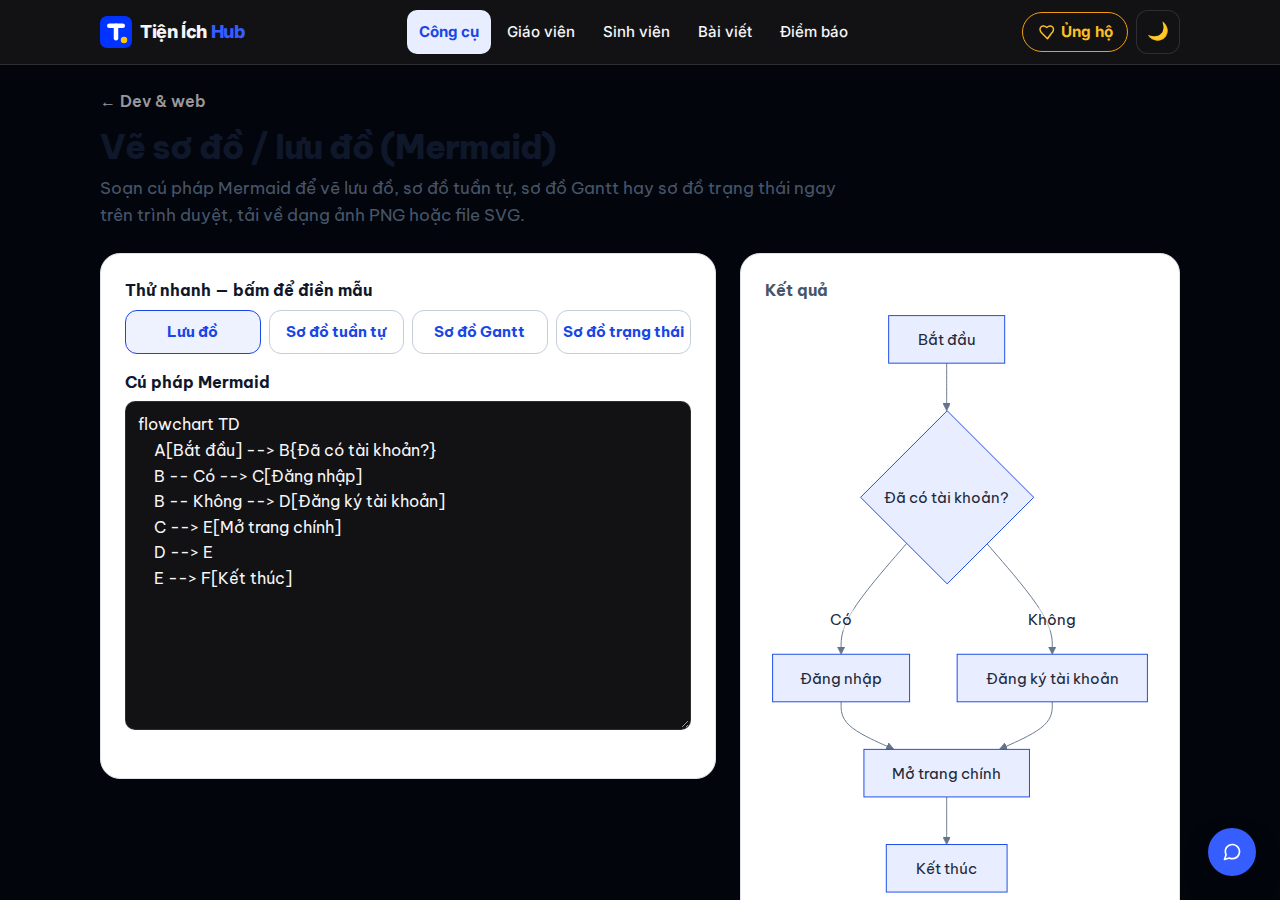 Tiện Ích Hub
Công cụ
Giáo viên
Sinh viên
Bài viết
Điểm báo
Ủng hộ
← Dev & web
Vẽ sơ đồ / lưu đồ (Mermaid)
Soạn cú pháp Mermaid để vẽ lưu đồ, sơ đồ tuần tự, sơ đồ Gantt hay sơ đồ trạng thái ngay
trên trình duyệt, tải về dạng ảnh PNG hoặc file SVG.
Thử nhanh — bấm để điền mẫu
Lưu đồ
Sơ đồ tuần tự
Sơ đồ Gantt
Sơ đồ trạng thái
Cú pháp Mermaid
flowchart TD
    A[Bắt đầu] --> B{Đã có tài khoản?}
    B -- Có --> C[Đăng nhập]
    B -- Không --> D[Đăng ký tài khoản]
    C --> E[Mở trang chính]
    D --> E
    E --> F[Kết thúc]
Kết quả
Bắt đầu
Đã có tài khoản?
Có
Không
Đăng nhập
Đăng ký tài khoản
Mở trang chính
Kết thúc